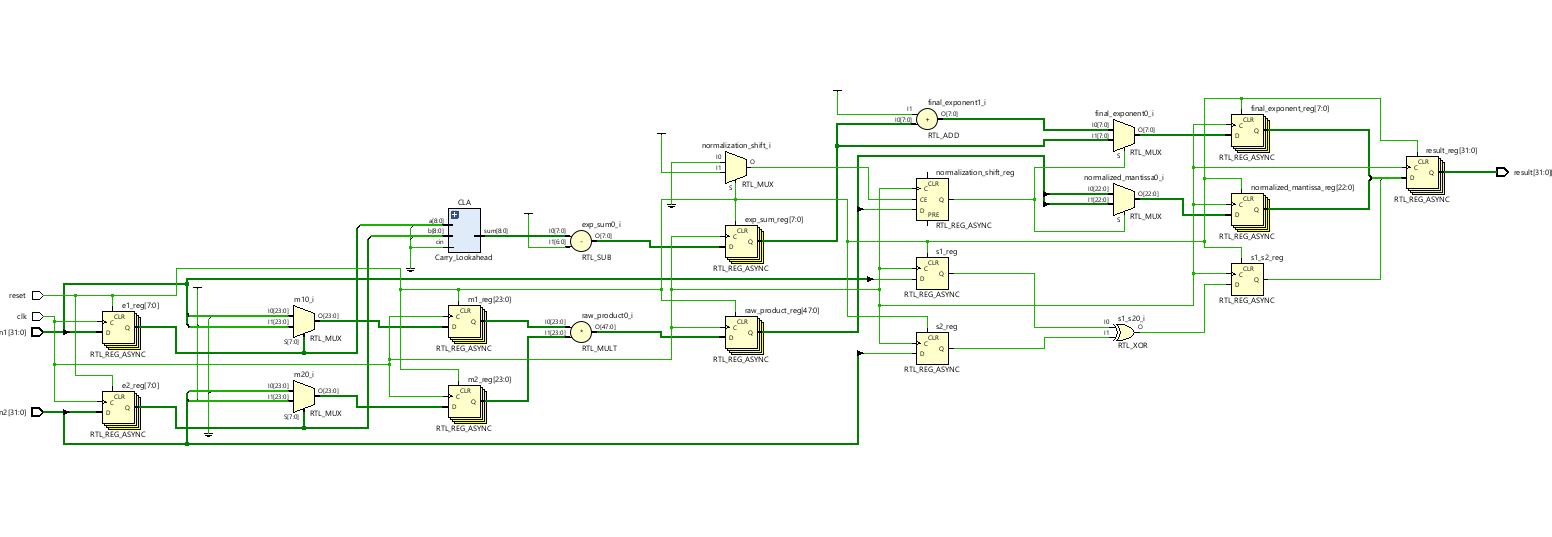 final_exponent1_i
I1
I0[7:0]
O[7:0]
+
RTL_ADD
final_exponent0_i
I0[7:0]
I1[7:0]
O[7:0]
S
RTL_MUX
final_exponent_reg[7:0]
CLR
C
D
Q
RTL_REG_ASYNC
result_reg[31:0]
CLR
C
D
Q
RTL_REG_ASYNC
result[31:0]
normalization_shift_i
I0
I1
O
S
RTL_MUX
normalization_shift_reg
CLR
C
CE
D
PRE
Q
RTL_REG_ASYNC
normalized_mantissa0_i
I0[22:0]
I1[22:0]
O[22:0]
S
RTL_MUX
normalized_mantissa_reg[22:0]
CLR
C
D
Q
RTL_REG_ASYNC
CLA
a[8:0]
b[8:0]
cin
sum[8:0]
Carry_Lookahead
exp_sum0_i
I0[7:0]
I1[6:0]
O[7:0]
-
RTL_SUB
exp_sum_reg[7:0]
CLR
C
D
Q
RTL_REG_ASYNC
s1_reg
CLR
C
D
Q
RTL_REG_ASYNC
s1_s2_reg
CLR
C
D
Q
RTL_REG_ASYNC
reset
clk
n1[31:0]
e1_reg[7:0]
CLR
C
D
Q
RTL_REG_ASYNC
m10_i
I0[23:0]
I1[23:0]
O[23:0]
S[7:0]
RTL_MUX
m1_reg[23:0]
CLR
C
D
Q
RTL_REG_ASYNC
raw_product0_i
I0[23:0]
I1[23:0]
O[47:0]
*
RTL_MULT
raw_product_reg[47:0]
CLR
C
D
Q
RTL_REG_ASYNC
s2_reg
CLR
C
D
Q
RTL_REG_ASYNC
s1_s20_i
I0
I1
O
RTL_XOR
n2[31:0]
e2_reg[7:0]
CLR
C
D
Q
RTL_REG_ASYNC
m20_i
I0[23:0]
I1[23:0]
O[23:0]
S[7:0]
RTL_MUX
m2_reg[23:0]
CLR
C
D
Q
RTL_REG_ASYNC